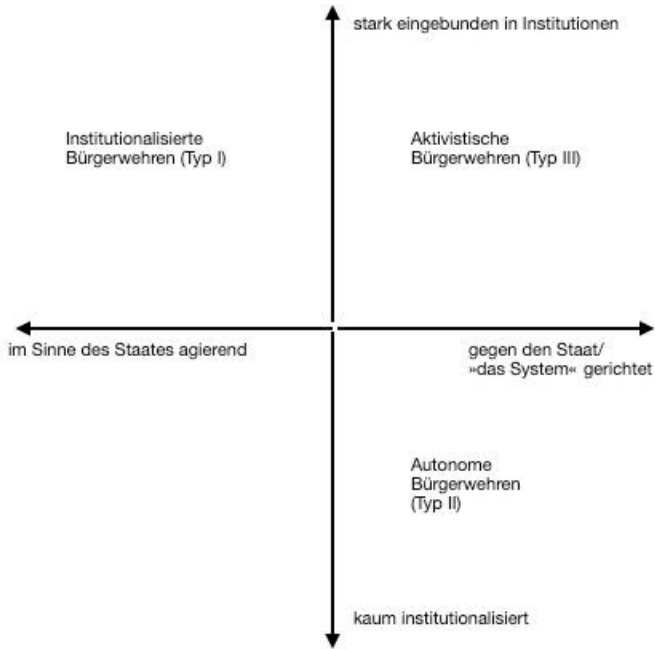 stark eingebunden in Institutionen
Institutionalisierte
Bürgerwehren (Typ I)
Aktivistische
Bürgerwehren (Typ III)
im Sinne des Staates agierend
gegen den Staat/
»das System« gerichtet
Autonome
Bürgerwehren
(Typ II)
kaum institutionalisiert